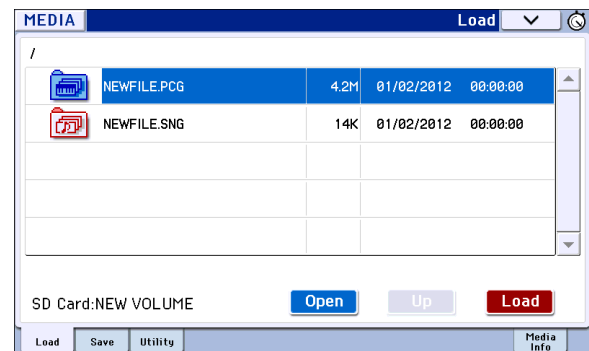 MEDIA Load
/
NEWFILE.PCG 4.2M 01/02/2012 00:00:00
NEWFILE.SNG 14K 01/02/2012 00:00:00
SD Card:NEW VOLUME Open Up Load
Load Save Utility Media Info